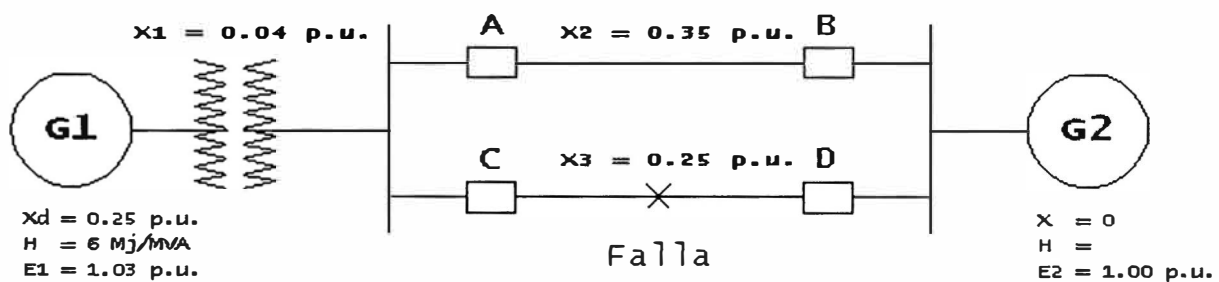 X1 = 0.04 p.u.
A X2 = 0.35 p.u. B
G1
G2
C X3 = 0.25 p.u. D
Falla
Xd = 0.25 p.u.
H = 6 Mj/MVA
E1 = 1.03 p.u.
X = 0
H =
E2 = 1.00 p.u.